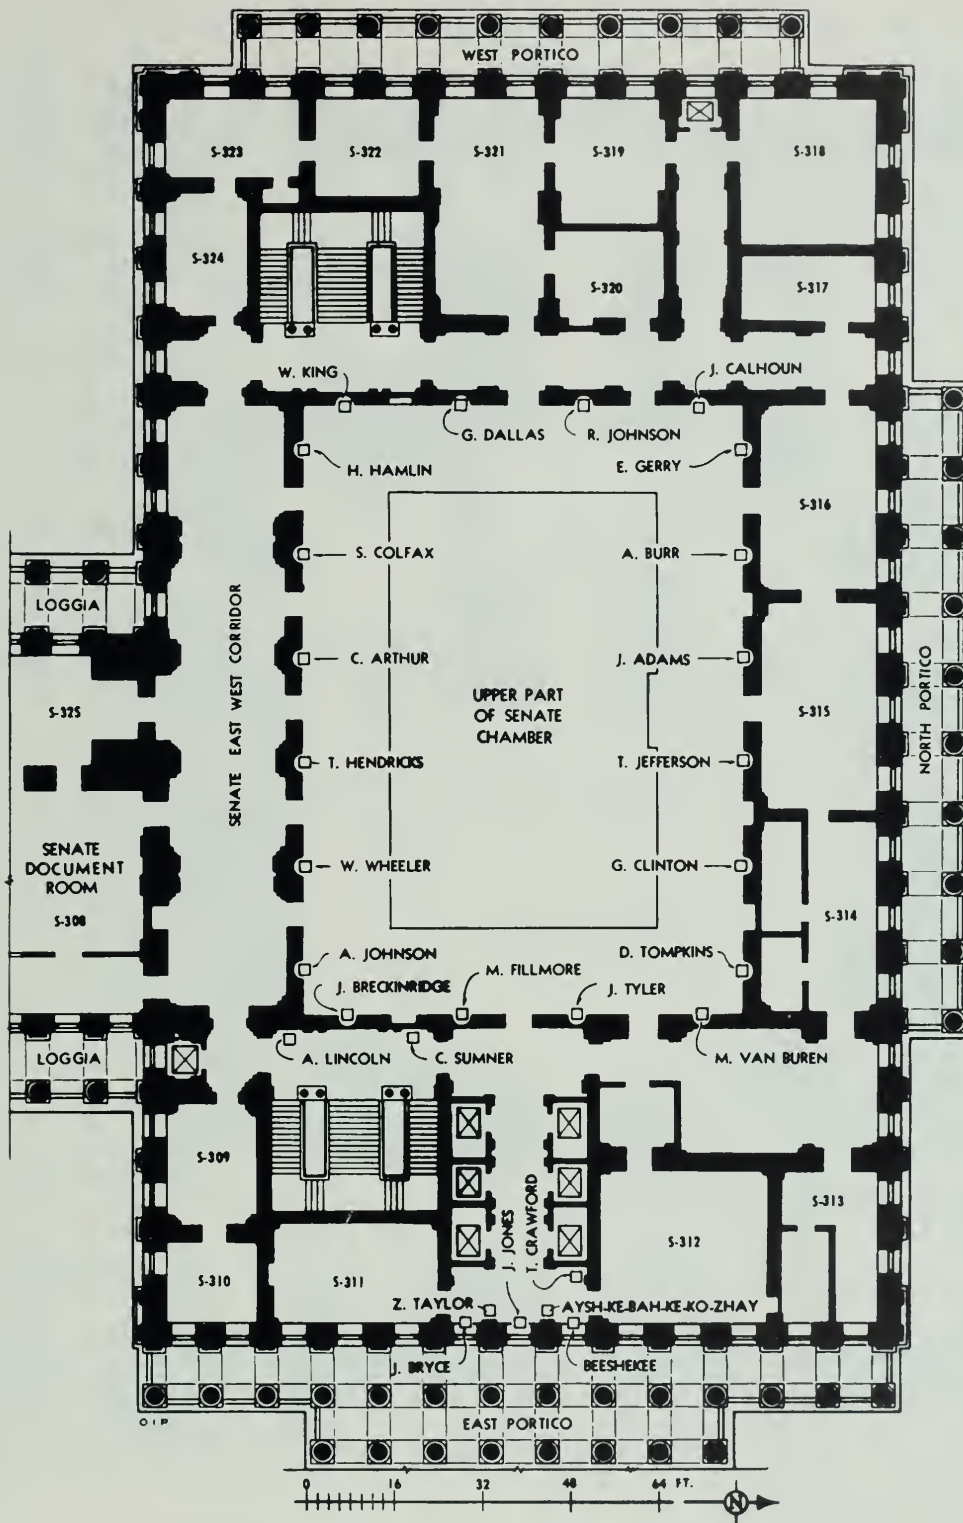 WEST PORTICO
S-323
S-322
S-321
S-319
S-318
S-324
S-320
S-317
W. KING
J. CALHOUN
G. DALLAS
R. JOHNSON
H. HAMLIN
E. GERRY
S-316
S. COLFAX
A. BURR
LOGGIA
SENATE EAST WEST CORRIDOR
C. ARTHUR
J. ADAMS
UPPER PART
OF SENATE
CHAMBER
S-325
S-315
NORTH PORTICO
T. HENDRICKS
T. JEFFERSON
SENATE
DOCUMENT
ROOM
W. WHEELER
G. CLINTON
S-308
S-314
A. JOHNSON
D. TOMPKINS
J. BRECKINRIDGE
M. FILLMORE
J. TYLER
LOGGIA
A. LINCOLN
C. SUMNER
M. VAN BUREN
S-309
S-313
J. JONES
T. CRAWFORD
S-312
S-310
S-311
Z. TAYLOR
AYSH-KE-BAH-KE-KO-ZHAY
J. BRYCE
BEESHEKEE
O I P
EAST PORTICO
0 16 32 48 64 FT.
N